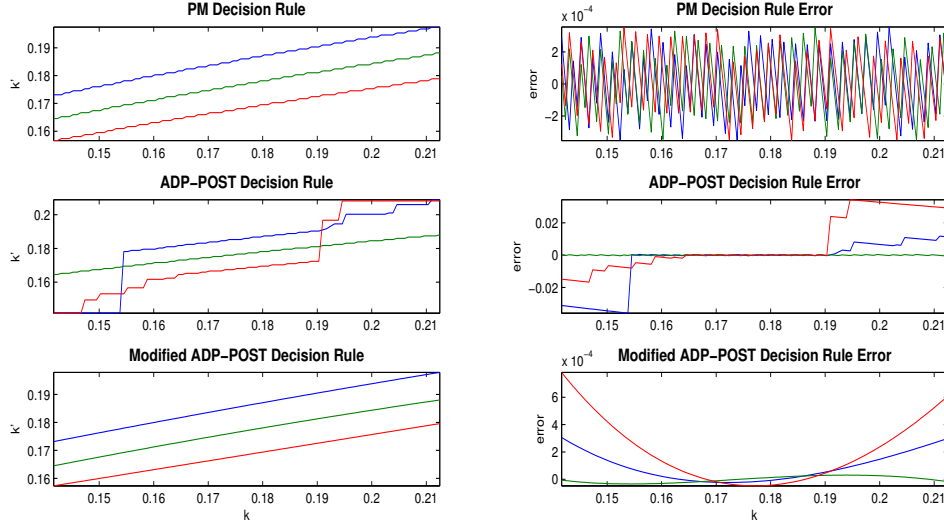 PM Decision Rule
0.19
0.18
0.17
0.16
k'
0.15 0.16 0.17 0.18 0.19 0.2 0.21
PM Decision Rule Error
x 10⁻⁴
2
0
−2
error
0.15 0.16 0.17 0.18 0.19 0.2 0.21
ADP−POST Decision Rule
0.2
0.18
0.16
k'
0.15 0.16 0.17 0.18 0.19 0.2 0.21
ADP−POST Decision Rule Error
0.02
0
−0.02
error
0.15 0.16 0.17 0.18 0.19 0.2 0.21
Modified ADP−POST Decision Rule
0.19
0.18
0.17
0.16
k'
0.15 0.16 0.17 0.18 0.19 0.2 0.21
k
Modified ADP−POST Decision Rule Error
x 10⁻⁴
6
4
2
0
error
0.15 0.16 0.17 0.18 0.19 0.2 0.21
k